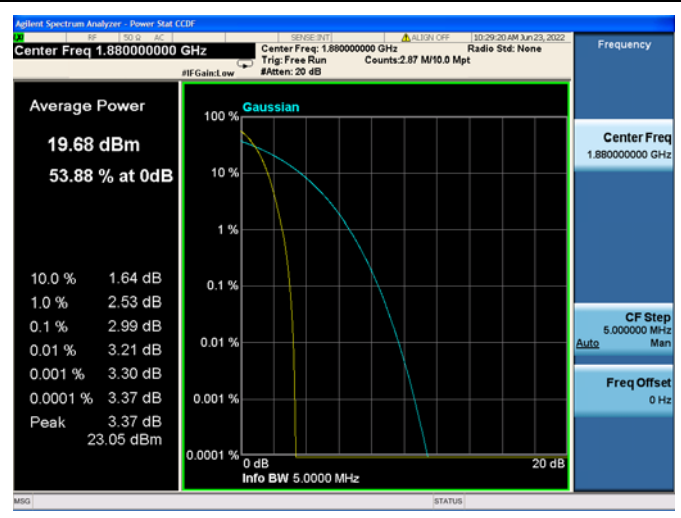 Agilent Spectrum Analyzer - Power Stat CCDF
RF 50 Ω AC SENSE:INT ALIGN OFF 10:29:20 AM Jun 23, 2022
Center Freq 1.880000000 GHz
Center Freq: 1.880000000 GHz Radio Std: None
Trig: Free Run Counts:2.87 M/10.0 Mpt
#IFGain:Low #Atten: 20 dB
Average Power
19.68 dBm
53.88 % at 0dB
10.0 % 1.64 dB
1.0 % 2.53 dB
0.1 % 2.99 dB
0.01 % 3.21 dB
0.001 % 3.30 dB
0.0001 % 3.37 dB
Peak 3.37 dB
23.05 dBm
Gaussian
100 %
10 %
1 %
0.1 %
0.01 %
0.001 %
0.0001 %
0 dB 20 dB
Info BW 5.0000 MHz
Frequency
Center Freq
1.880000000 GHz
CF Step
5.000000 MHz
Auto Man
Freq Offset
0 Hz
MSG STATUS